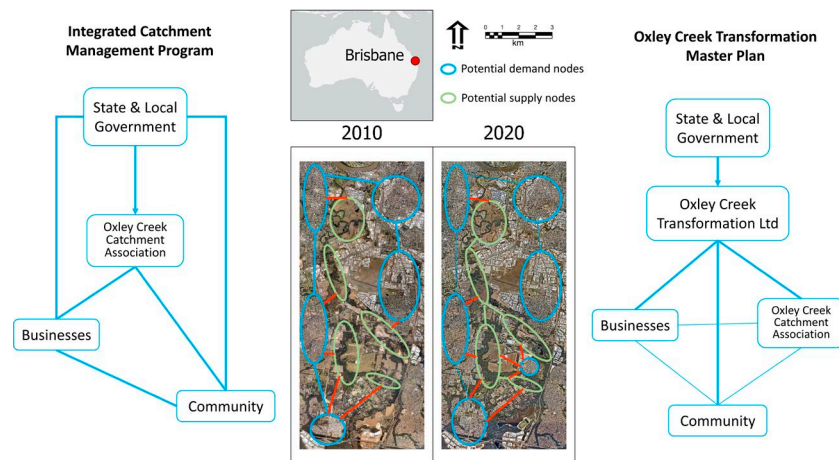 Integrated Catchment
Management Program
State & Local
Government
Oxley Creek
Catchment
Association
Businesses
Community
Brisbane
N
0 1 2 3
km
Potential demand nodes
Potential supply nodes
2010
2020
Oxley Creek Transformation
Master Plan
State & Local
Government
Oxley Creek
Transformation Ltd
Businesses
Oxley Creek
Catchment
Association
Community